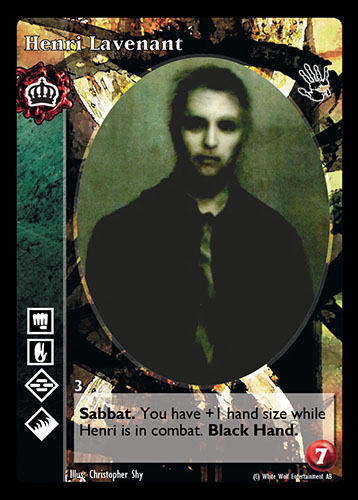 Henri Lavenant
3
Sabbat. You have +1 hand size while
Henri is in combat. Black Hand.
7
Illus: Christopher Shy
(C) White Wolf Entertainment AB